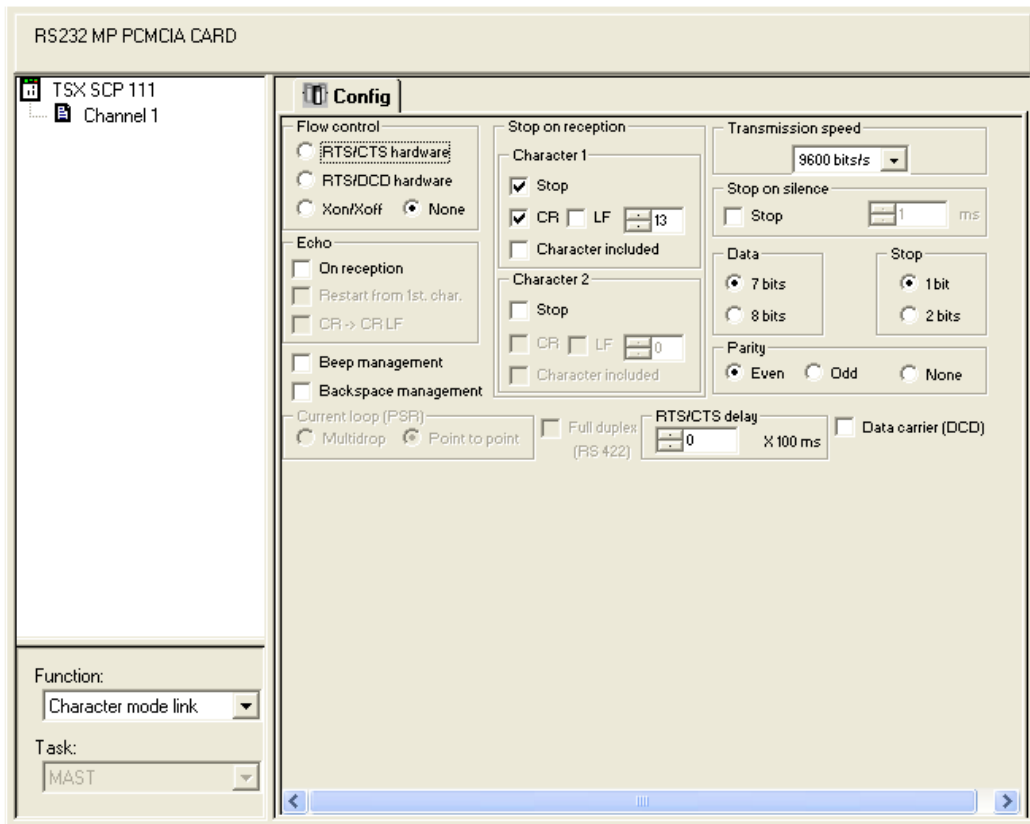 RS232 MP PCMCIA CARD
TSX SCP 111
Channel 1
Config
Flow control
RTS/CTS hardware
RTS/DCD hardware
Xon/Xoff None
Echo
On reception
Restart from 1st. char.
CR -> CR LF
Beep management
Backspace management
Stop on reception
Character 1
Stop
CR LF 13
Character included
Character 2
Stop
CR LF 0
Character included
Transmission speed
9600 bits/s
Stop on silence
Stop 1 ms
Data
7 bits
8 bits
Stop
1 bit
2 bits
Parity
Even Odd None
Current loop (PSR)
Multidrop Point to point
Full duplex
(RS 422)
RTS/CTS delay
0 X 100 ms
Data carrier (DCD)
Function:
Character mode link
Task:
MAST